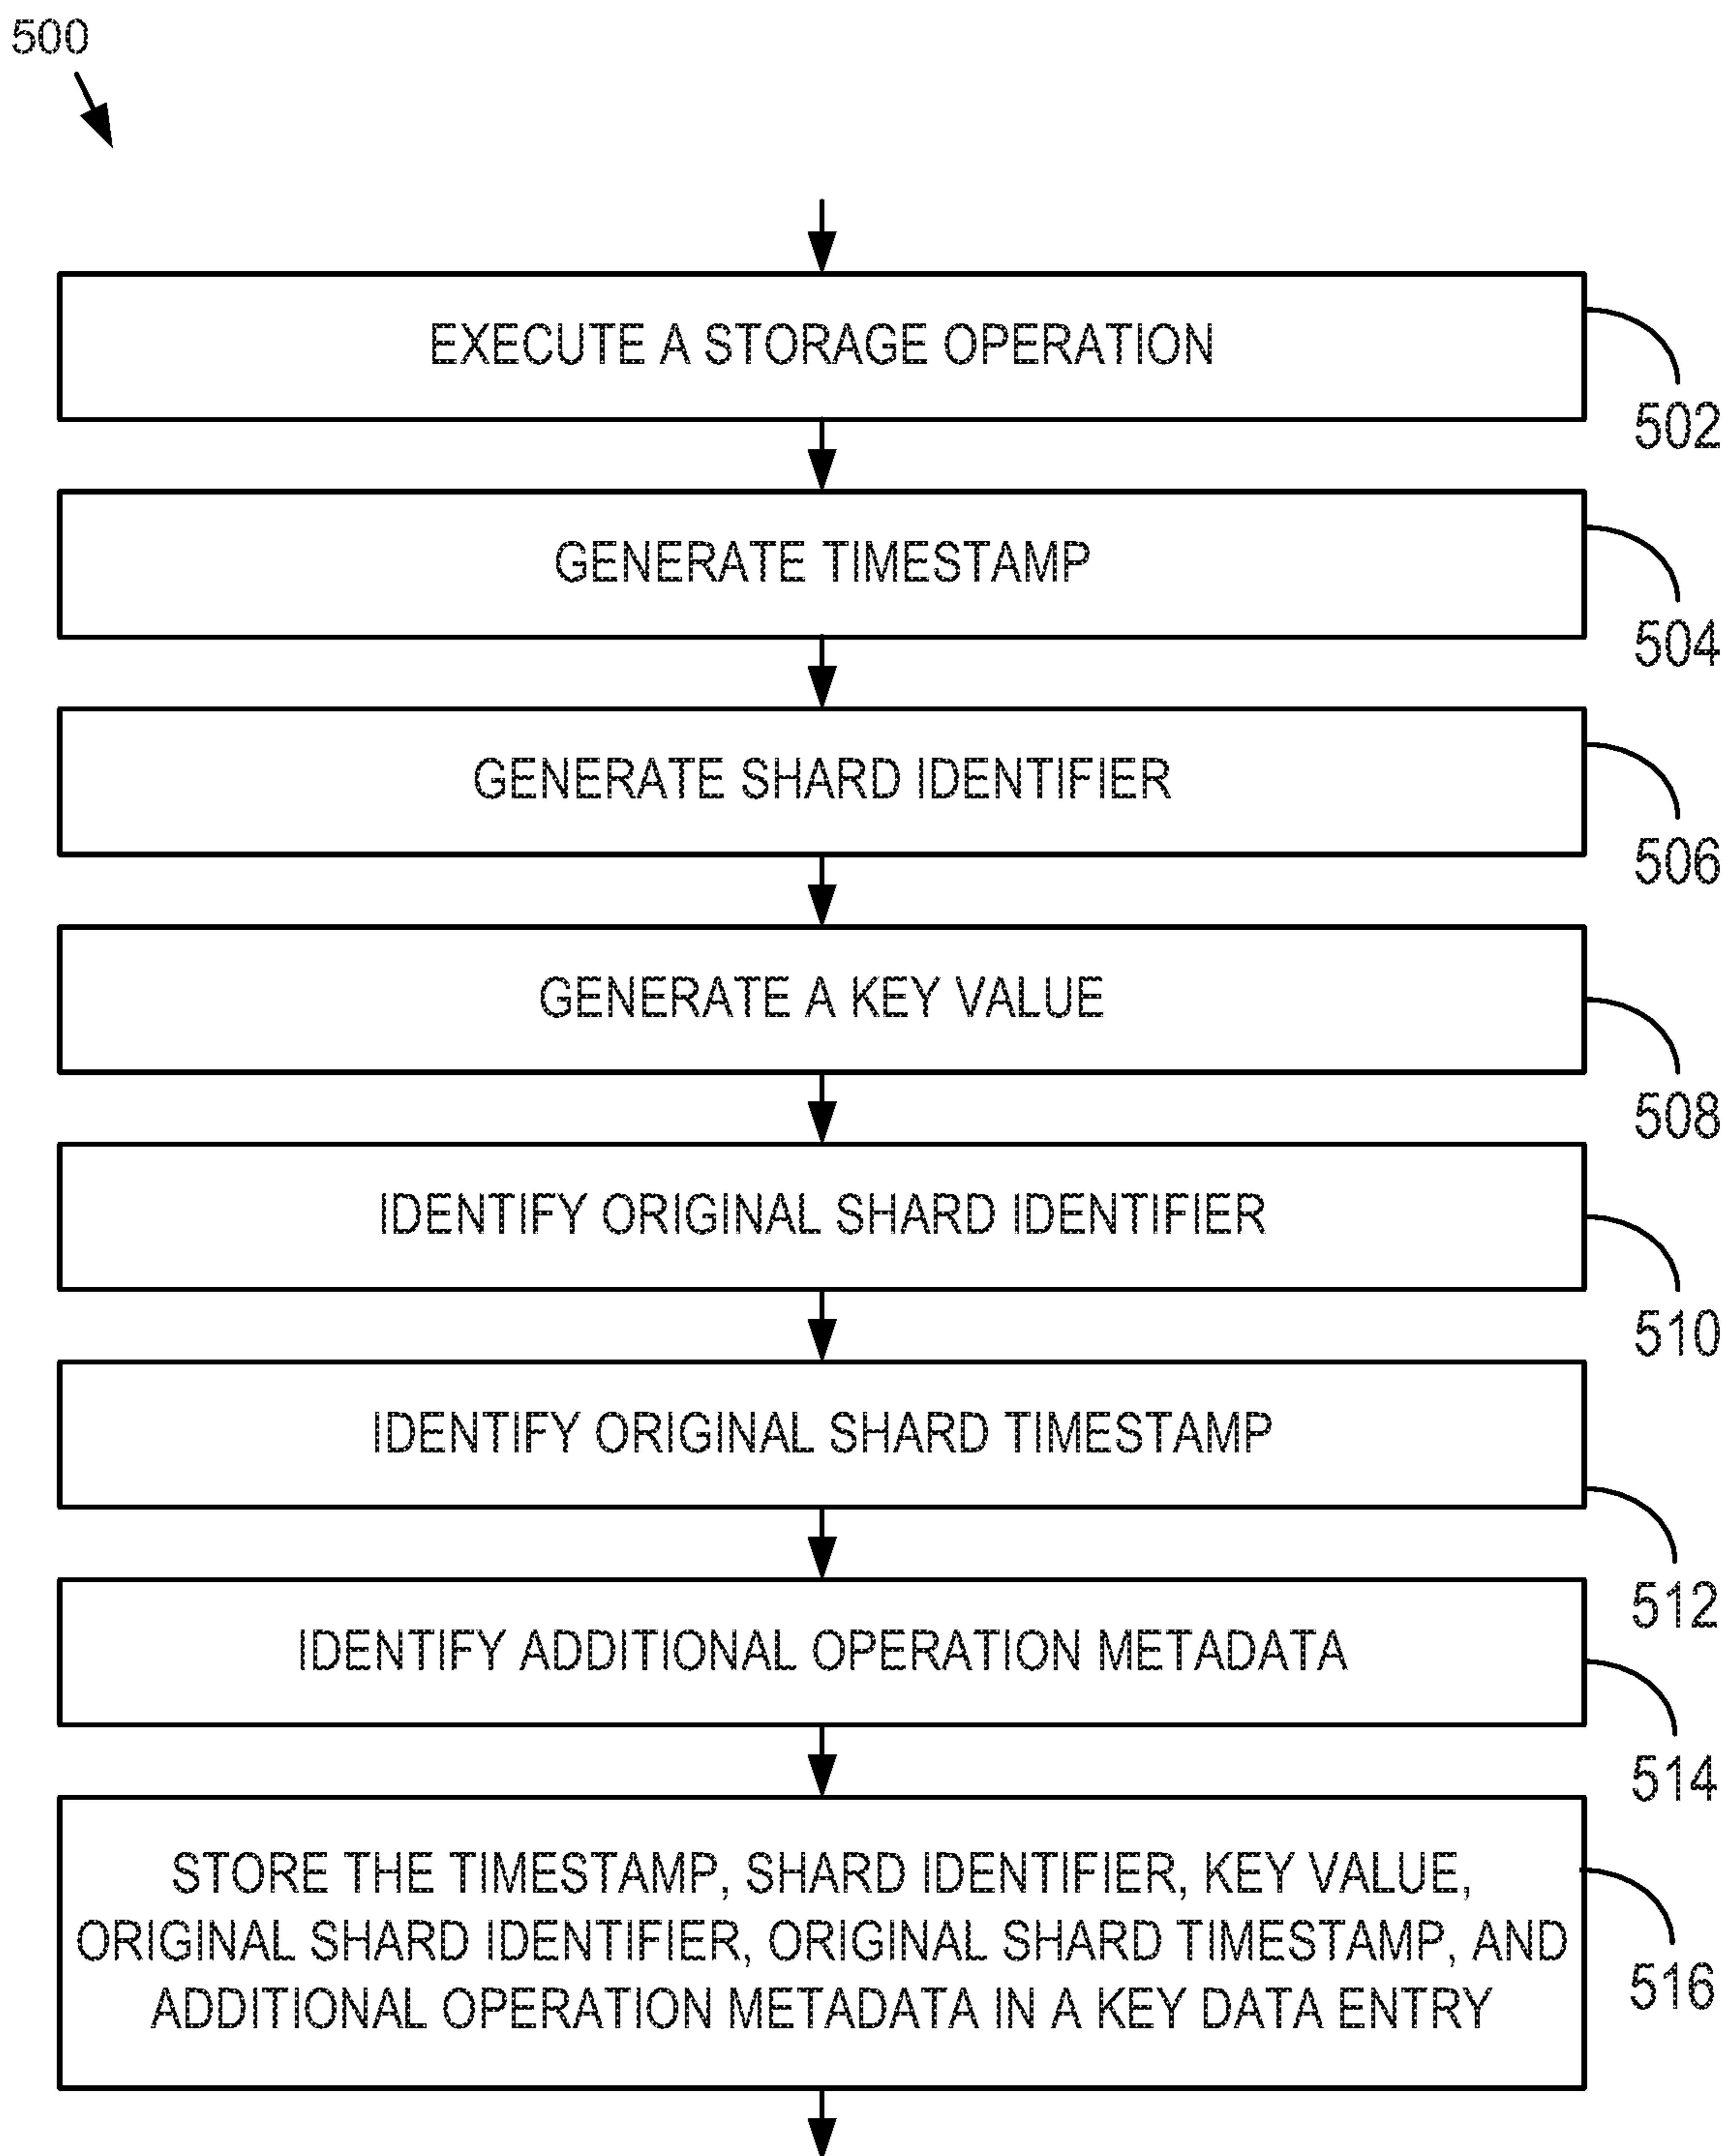 500
EXECUTE A STORAGE OPERATION
502
GENERATE TIMESTAMP
504
GENERATE SHARD IDENTIFIER
506
GENERATE A KEY VALUE
508
IDENTIFY ORIGINAL SHARD IDENTIFIER
510
IDENTIFY ORIGINAL SHARD TIMESTAMP
512
IDENTIFY ADDITIONAL OPERATION METADATA
514
STORE THE TIMESTAMP, SHARD IDENTIFIER, KEY VALUE,
ORIGINAL SHARD IDENTIFIER, ORIGINAL SHARD TIMESTAMP, AND
ADDITIONAL OPERATION METADATA IN A KEY DATA ENTRY
516